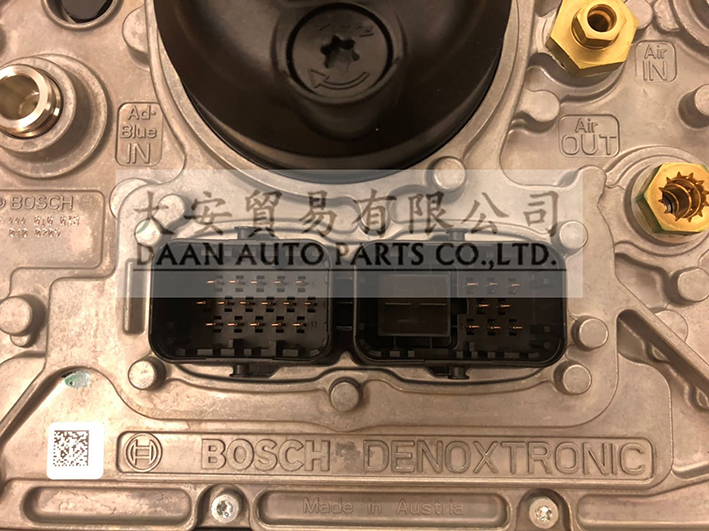 Air
IN
Ad-
Blue
IN
Air
OUT
BOSCH
大安貿易有限公司
DAAN AUTO PARTS CO.,LTD.
BOSCH DENOXTRONIC
Made in Austria